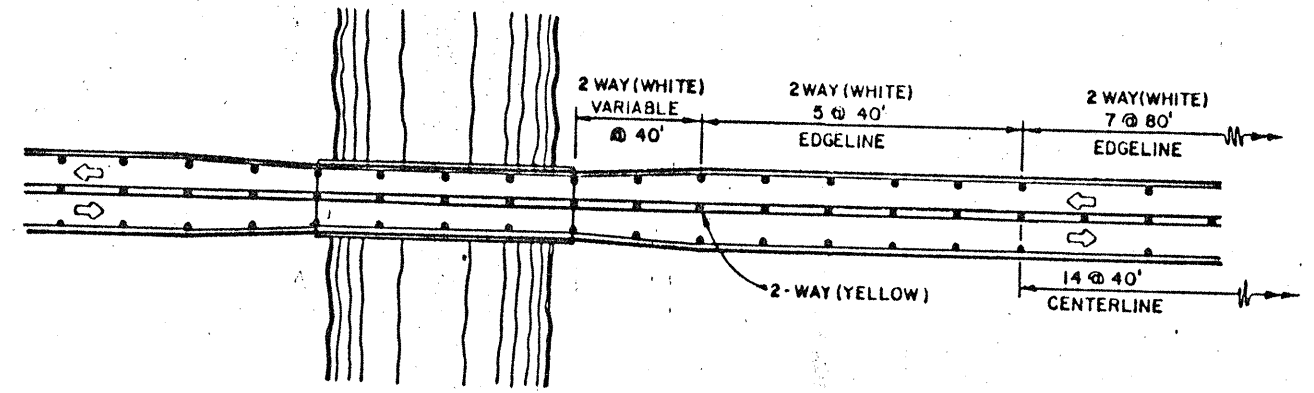 2 WAY (WHITE)
VARIABLE
@ 40'
2 WAY (WHITE)
5 @ 40'
EDGELINE
2 WAY (WHITE)
7 @ 80'
EDGELINE
2-WAY (YELLOW)
14 @ 40'
CENTERLINE